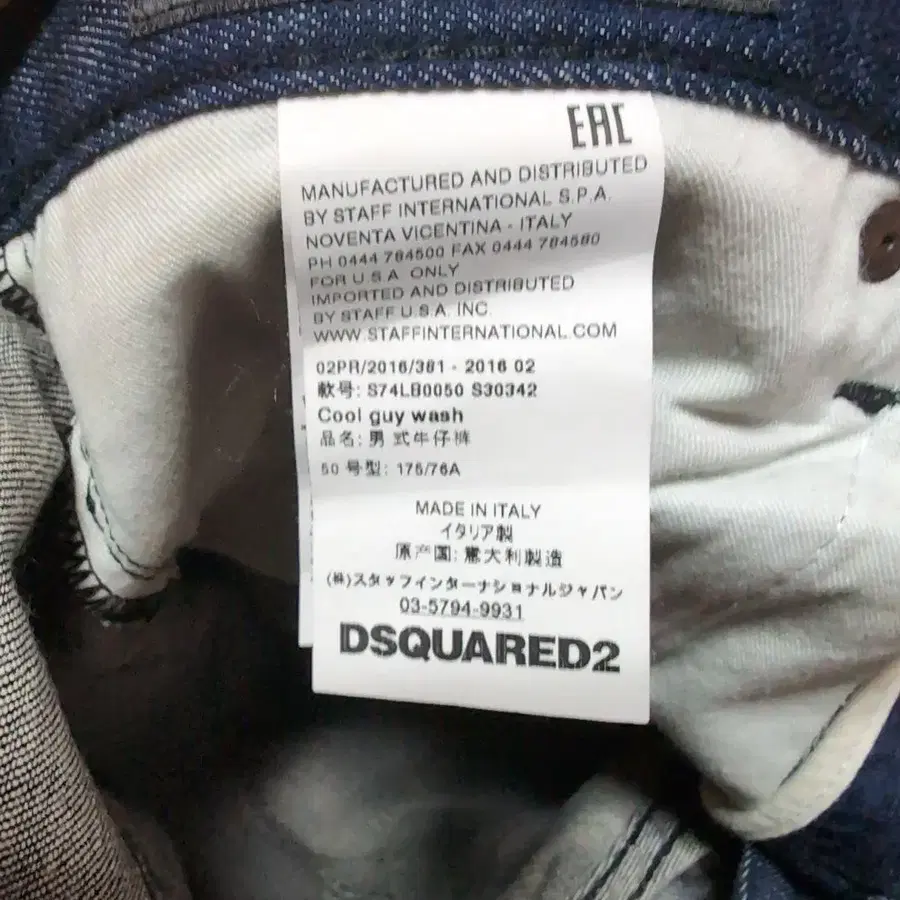 EAC
MANUFACTURED AND DISTRIBUTED
BY STAFF INTERNATIONAL S.P.A.
NOVENTA VICENTINA - ITALY
PH 0444 784500 FAX 0444 784580
FOR U.S.A. ONLY
IMPORTED AND DISTRIBUTED
BY STAFF U.S.A. INC.
WWW.STAFFINTERNATIONAL.COM
02PR/2016/381 - 2016 02
款号: S74LB0050 S30342
Cool guy wash
品名: 男式牛仔裤
50 号型: 175/76A
MADE IN ITALY
イタリア製
原产国: 意大利製造
(株)スタッフインターナショナルジャパン
03-5794-9931
DSQUARED2